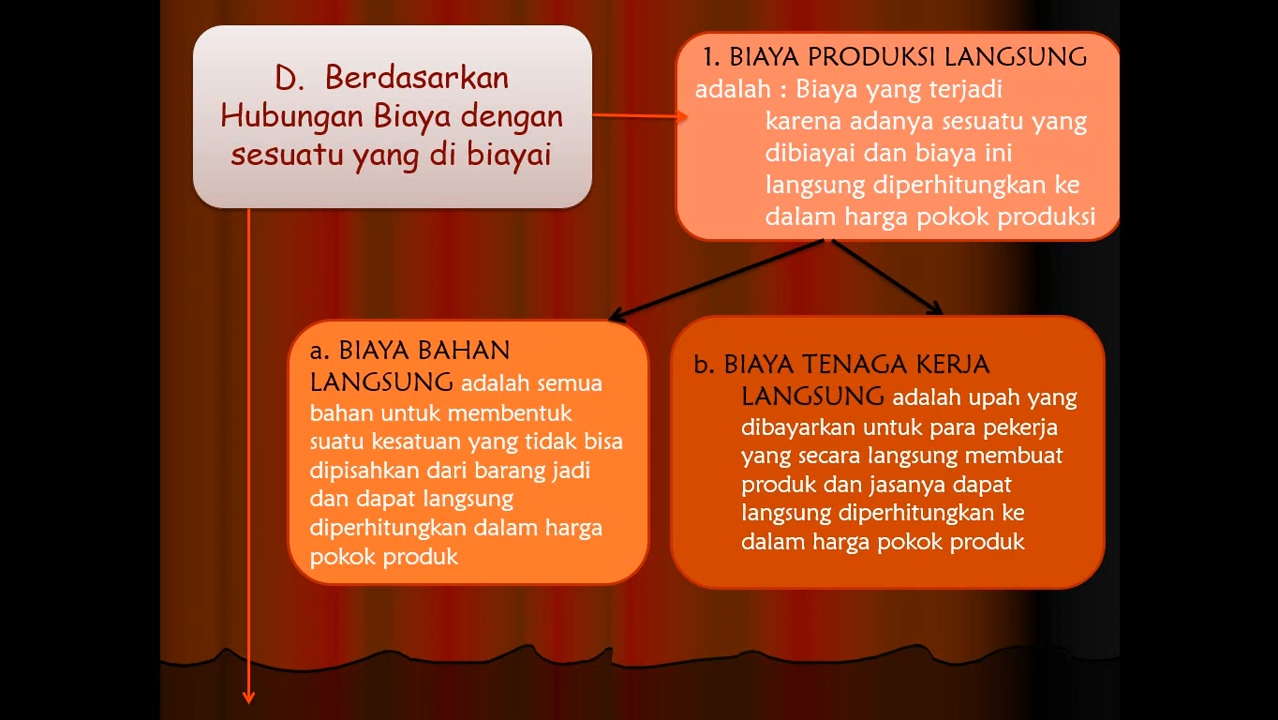 D. Berdasarkan
Hubungan Biaya dengan
sesuatu yang di biayai
1. BIAYA PRODUKSI LANGSUNG
adalah : Biaya yang terjadi
karena adanya sesuatu yang
dibiayai dan biaya ini
langsung diperhitungkan ke
dalam harga pokok produksi
a. BIAYA BAHAN
LANGSUNG adalah semua
bahan untuk membentuk
suatu kesatuan yang tidak bisa
dipisahkan dari barang jadi
dan dapat langsung
diperhitungkan dalam harga
pokok produk
b. BIAYA TENAGA KERJA
LANGSUNG adalah upah yang
dibayarkan untuk para pekerja
yang secara langsung membuat
produk dan jasanya dapat
langsung diperhitungkan ke
dalam harga pokok produk